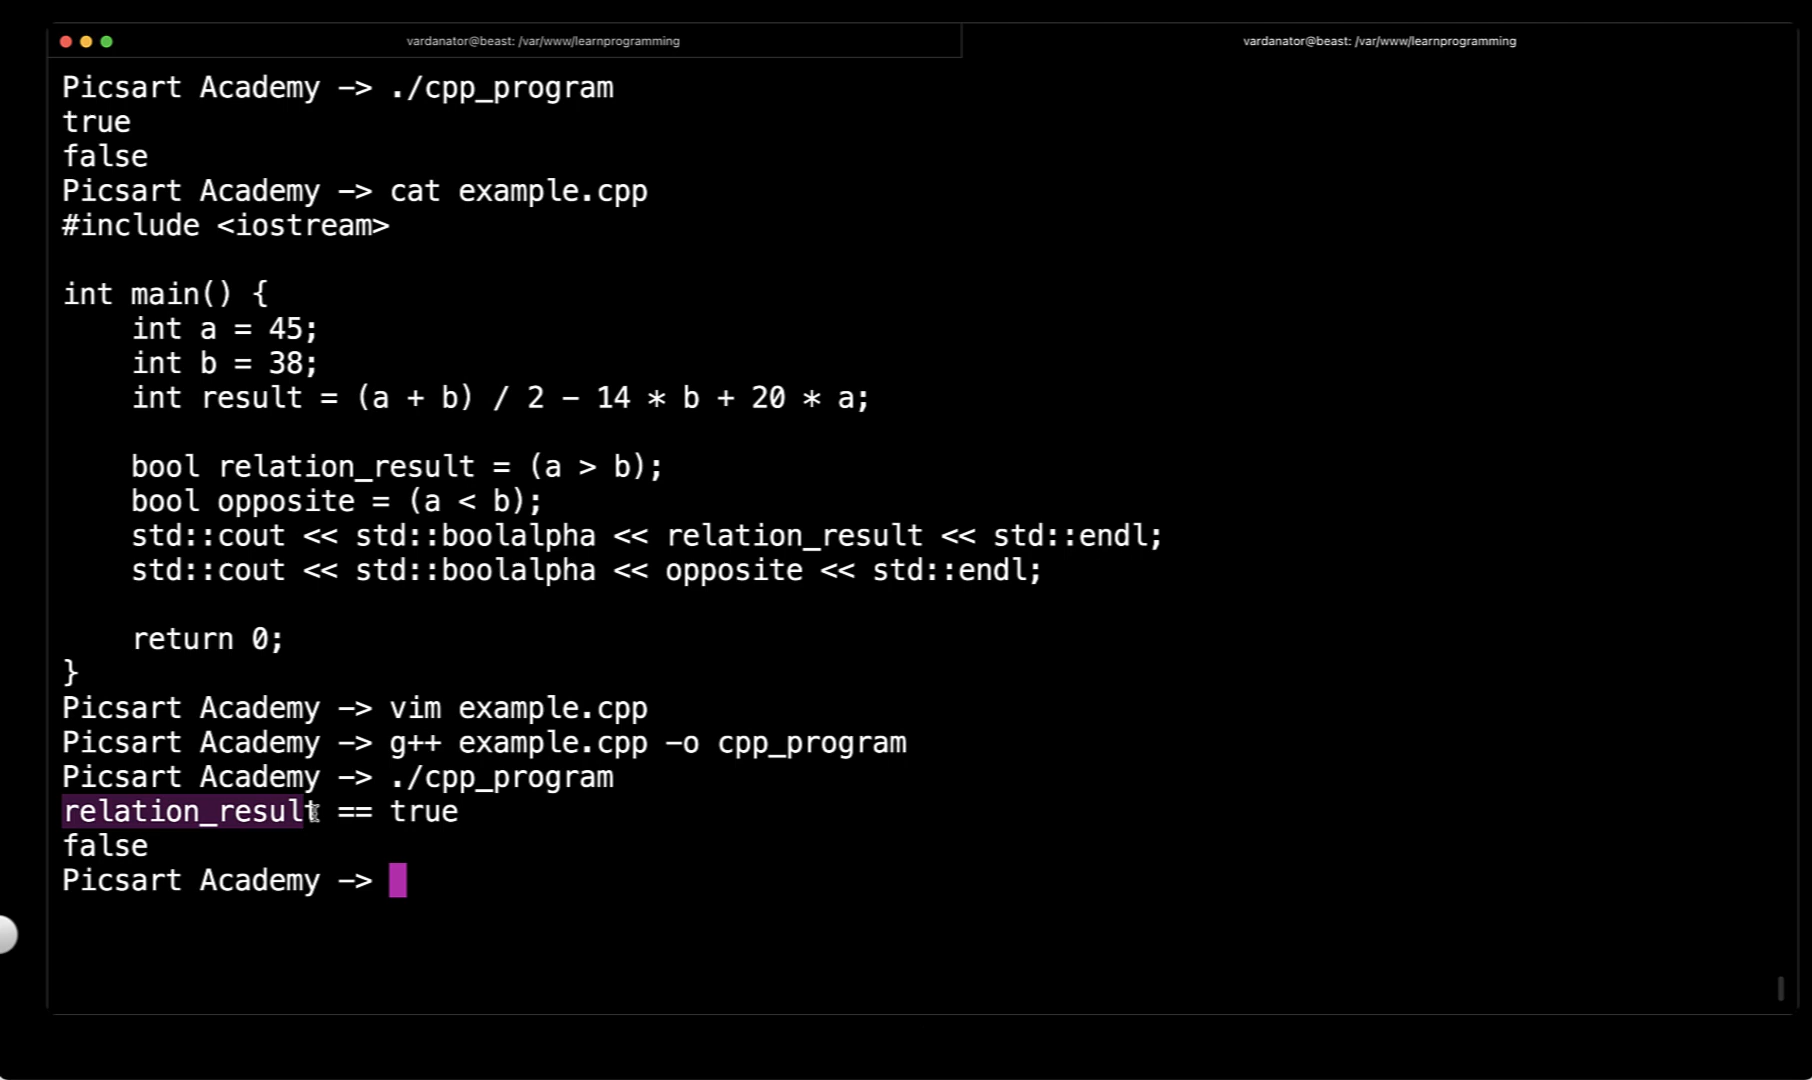 vardanator@beast: /var/www/learnprogramming
vardanator@beast: /var/www/learnprogramming
Picsart Academy -> ./cpp_program
true
false
Picsart Academy -> cat example.cpp
#include <iostream>
int main() {
    int a = 45;
    int b = 38;
    int result = (a + b) / 2 - 14 * b + 20 * a;
    bool relation_result = (a > b);
    bool opposite = (a < b);
    std::cout << std::boolalpha << relation_result << std::endl;
    std::cout << std::boolalpha << opposite << std::endl;
    return 0;
}
Picsart Academy -> vim example.cpp
Picsart Academy -> g++ example.cpp -o cpp_program
Picsart Academy -> ./cpp_program
relation_result == true
false
Picsart Academy ->